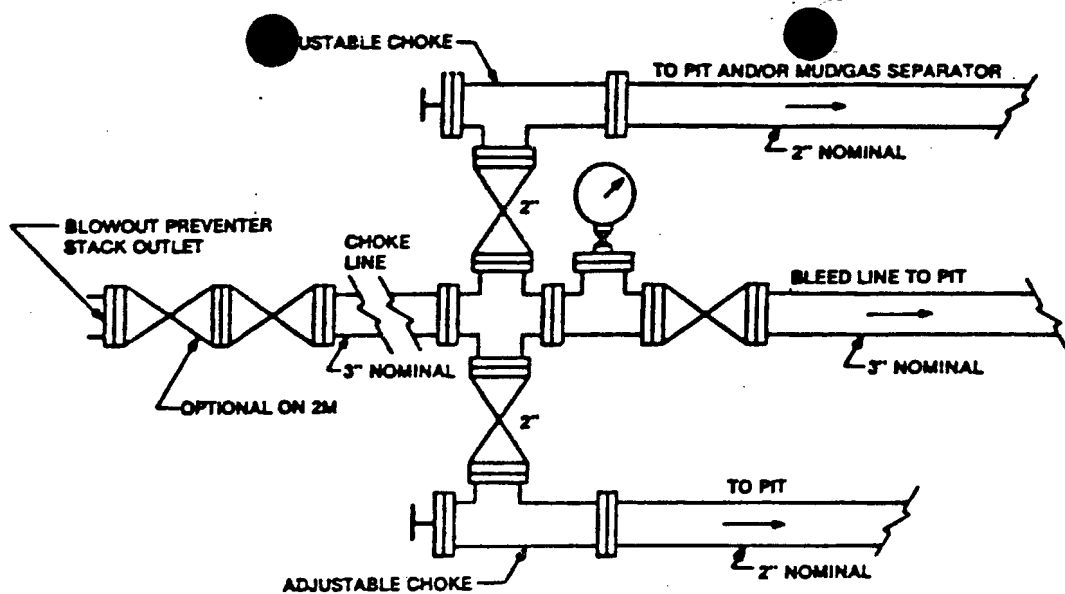 USTABLE CHOKE
TO PIT AND/OR MUD/GAS SEPARATOR
2" NOMINAL
2"
BLOWOUT PREVENTER
STACK OUTLET
CHOKE
LINE
BLEED LINE TO PIT
3" NOMINAL
3" NOMINAL
OPTIONAL ON 2M
2"
TO PIT
ADJUSTABLE CHOKE
2" NOMINAL